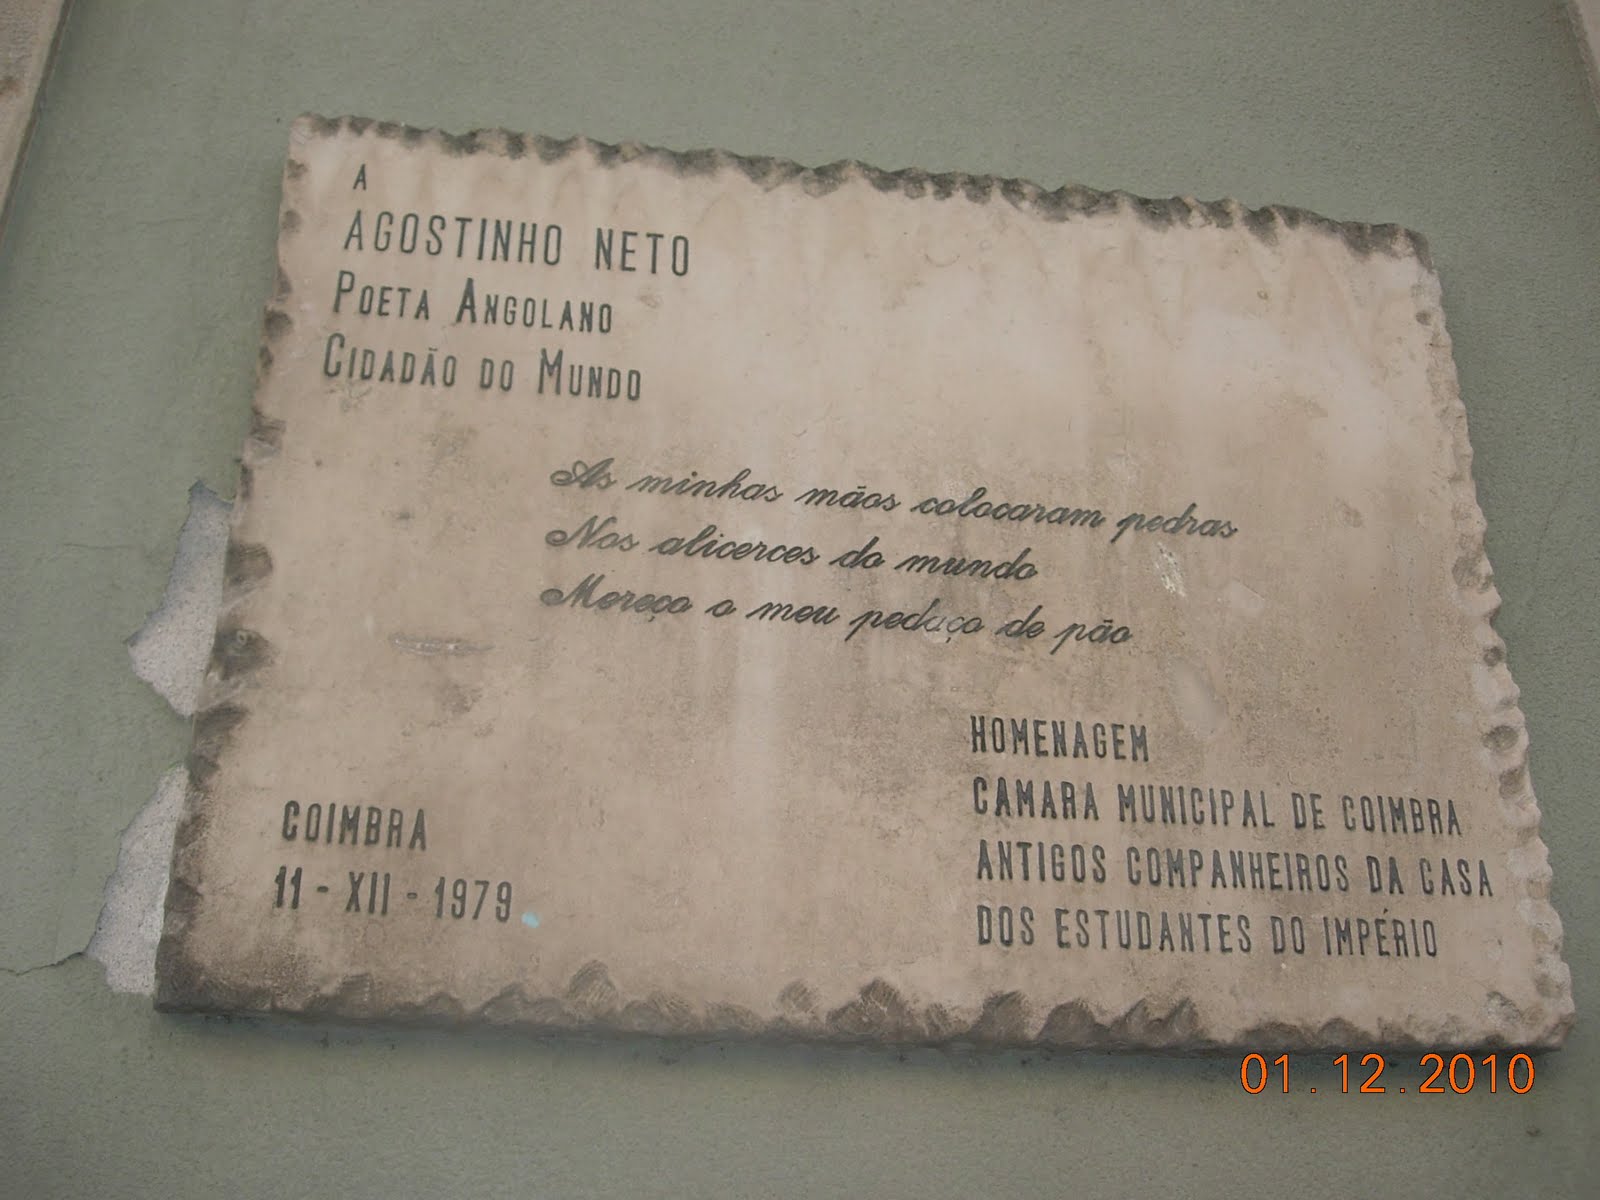 A
AGOSTINHO NETO
POETA ANGOLANO
CIDADÃO DO MUNDO
As minhas mãos colocaram pedras
Nos alicerces do mundo
Mereço o meu pedaço de pão
HOMENAGEM
CAMARA MUNICIPAL DE COIMBRA
ANTIGOS COMPANHEIROS DA CASA
DOS ESTUDANTES DO IMPÉRIO
COIMBRA
11 - XII - 1979
01.12.2010